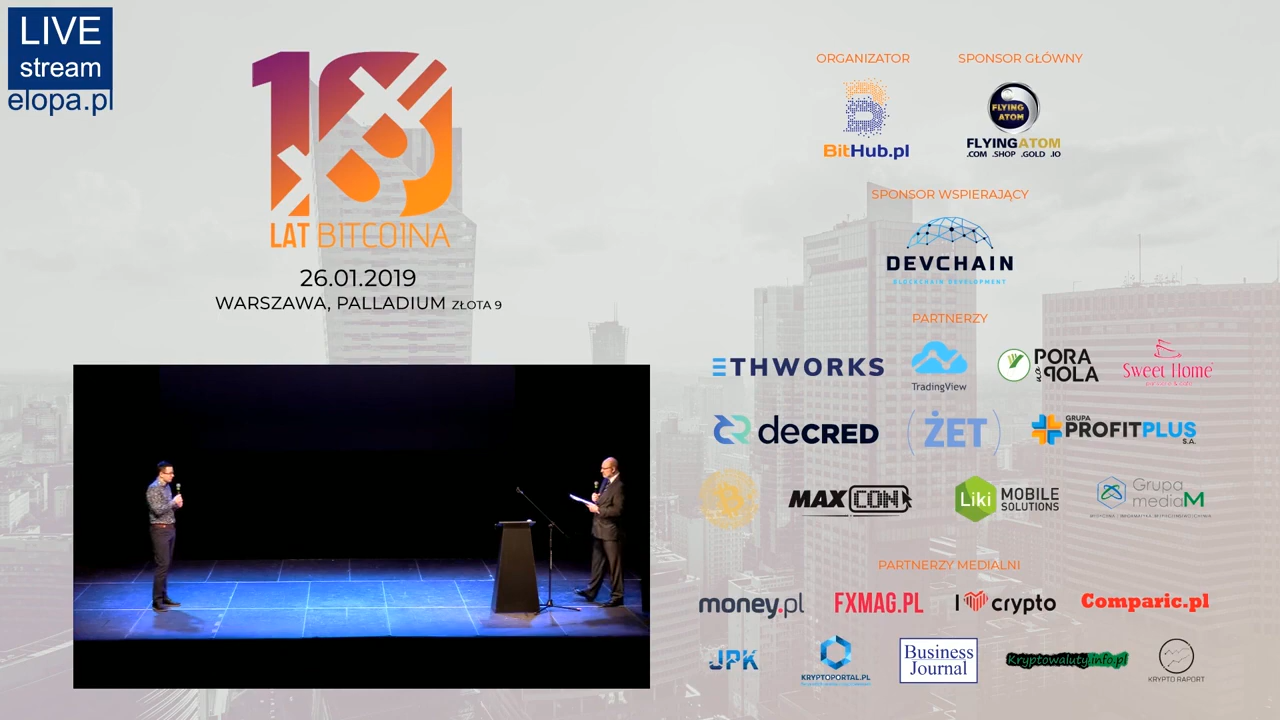 LIVE
stream
elopa.pl
10
LAT BITCOINA
26.01.2019
WARSZAWA, PALLADIUM ZŁOTA 9
ORGANIZATOR
BitHub.pl
SPONSOR GŁÓWNY
FLYING
ATOM
FLYINGATOM
.COM .SHOP .GOLD .IO
SPONSOR WSPIERAJĄCY
DEVCHAIN
BLOCKCHAIN DEVELOPMENT
PARTNERZY
ETHWORKS
TradingView
PORA
na POLA
Sweet Home
decRED
ŻET
GRUPA
PROFITPLUS
S.A.
MAXCON
Liki MOBILE
SOLUTIONS
Grupa
mediaM
PARTNERZY MEDIALNI
money.pl
FXMAG.PL
I crypto
Comparic.pl
JPK
KRYPTOPORTAL.PL
Business
Journal
Kryptowaluty.info.pl
KRYPTO RAPORT